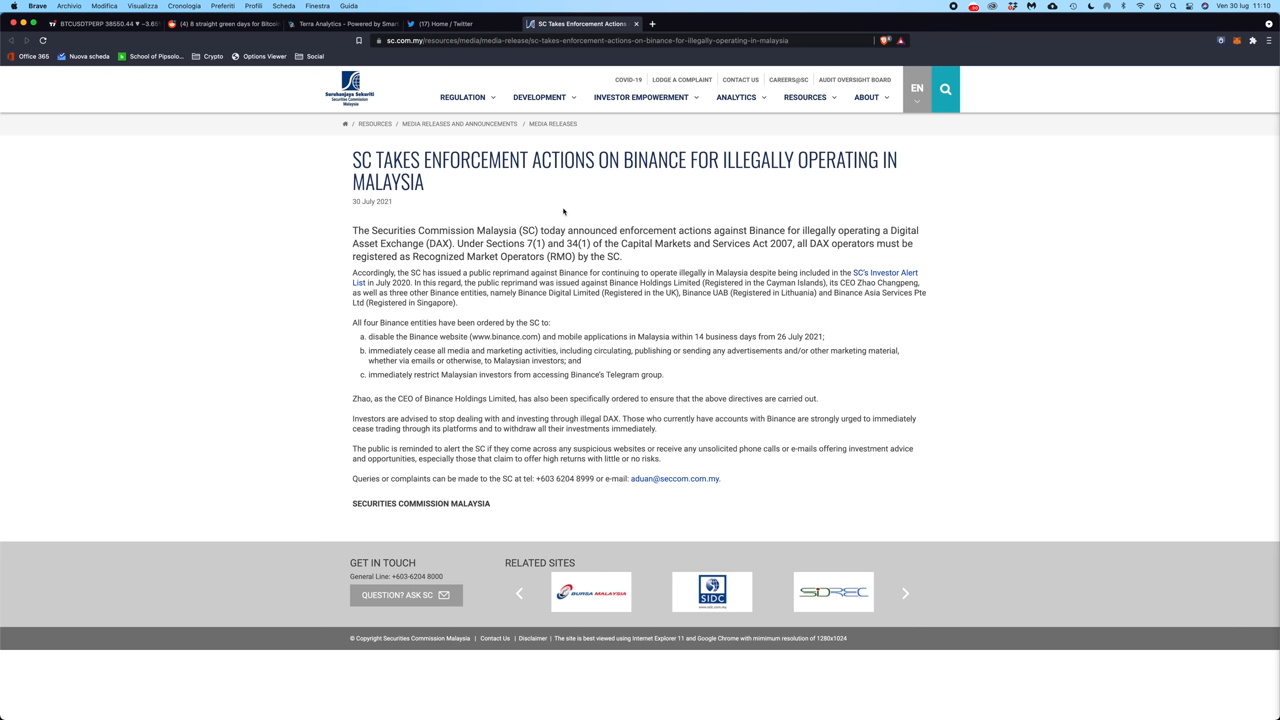 Brave Archivio Modifica Visualizza Cronologia Preferiti Profili Scheda Finestra Guida Ven 30 lug 11:10
BTCUSDTPERP 38550.44 ▼ −3.65 (4) 8 straight green days for Bitcoi Terra Analytics - Powered by Smar (17) Home / Twitter SC Takes Enforcement Actions
sc.com.my/resources/media/media-release/sc-takes-enforcement-actions-on-binance-for-illegally-operating-in-malaysia
Office 365 Nuova scheda School of Pipsolo... Crypto Options Viewer Social
COVID-19 LODGE A COMPLAINT CONTACT US CAREERS@SC AUDIT OVERSIGHT BOARD
EN
Suruhanjaya Sekuriti
Securities Commission
Malaysia
REGULATION DEVELOPMENT INVESTOR EMPOWERMENT ANALYTICS RESOURCES ABOUT
/ RESOURCES / MEDIA RELEASES AND ANNOUNCEMENTS / MEDIA RELEASES
SC TAKES ENFORCEMENT ACTIONS ON BINANCE FOR ILLEGALLY OPERATING IN
MALAYSIA
30 July 2021
The Securities Commission Malaysia (SC) today announced enforcement actions against Binance for illegally operating a Digital
Asset Exchange (DAX). Under Sections 7(1) and 34(1) of the Capital Markets and Services Act 2007, all DAX operators must be
registered as Recognized Market Operators (RMO) by the SC.
Accordingly, the SC has issued a public reprimand against Binance for continuing to operate illegally in Malaysia despite being included in the SC's Investor Alert
List in July 2020. In this regard, the public reprimand was issued against Binance Holdings Limited (Registered in the Cayman Islands), its CEO Zhao Changpeng,
as well as three other Binance entities, namely Binance Digital Limited (Registered in the UK), Binance UAB (Registered in Lithuania) and Binance Asia Services Pte
Ltd (Registered in Singapore).
All four Binance entities have been ordered by the SC to:
a. disable the Binance website (www.binance.com) and mobile applications in Malaysia within 14 business days from 26 July 2021;
b. immediately cease all media and marketing activities, including circulating, publishing or sending any advertisements and/or other marketing material,
whether via emails or otherwise, to Malaysian investors; and
c. immediately restrict Malaysian investors from accessing Binance's Telegram group.
Zhao, as the CEO of Binance Holdings Limited, has also been specifically ordered to ensure that the above directives are carried out.
Investors are advised to stop dealing with and investing through illegal DAX. Those who currently have accounts with Binance are strongly urged to immediately
cease trading through its platforms and to withdraw all their investments immediately.
The public is reminded to alert the SC if they come across any suspicious websites or receive any unsolicited phone calls or e-mails offering investment advice
and opportunities, especially those that claim to offer high returns with little or no risks.
Queries or complaints can be made to the SC at tel: +603 6204 8999 or e-mail: aduan@seccom.com.my.
SECURITIES COMMISSION MALAYSIA
GET IN TOUCH
General Line: +603-6204 8000
QUESTION? ASK SC
RELATED SITES
BURSA MALAYSIA
SIDC
SIDREC
© Copyright Securities Commission Malaysia | Contact Us | Disclaimer | The site is best viewed using Internet Explorer 11 and Google Chrome with mimimum resolution of 1280x1024